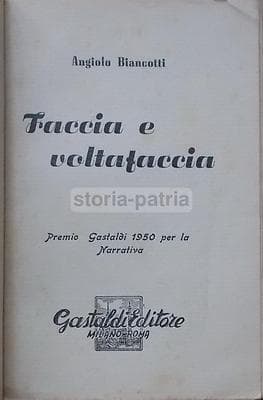 Angiolo Biancotti
Faccia e
voltafaccia
storia-patria
Premio Gastaldi 1950 per la
Narrativa
Gastaldi Editore
MILANO-ROMA